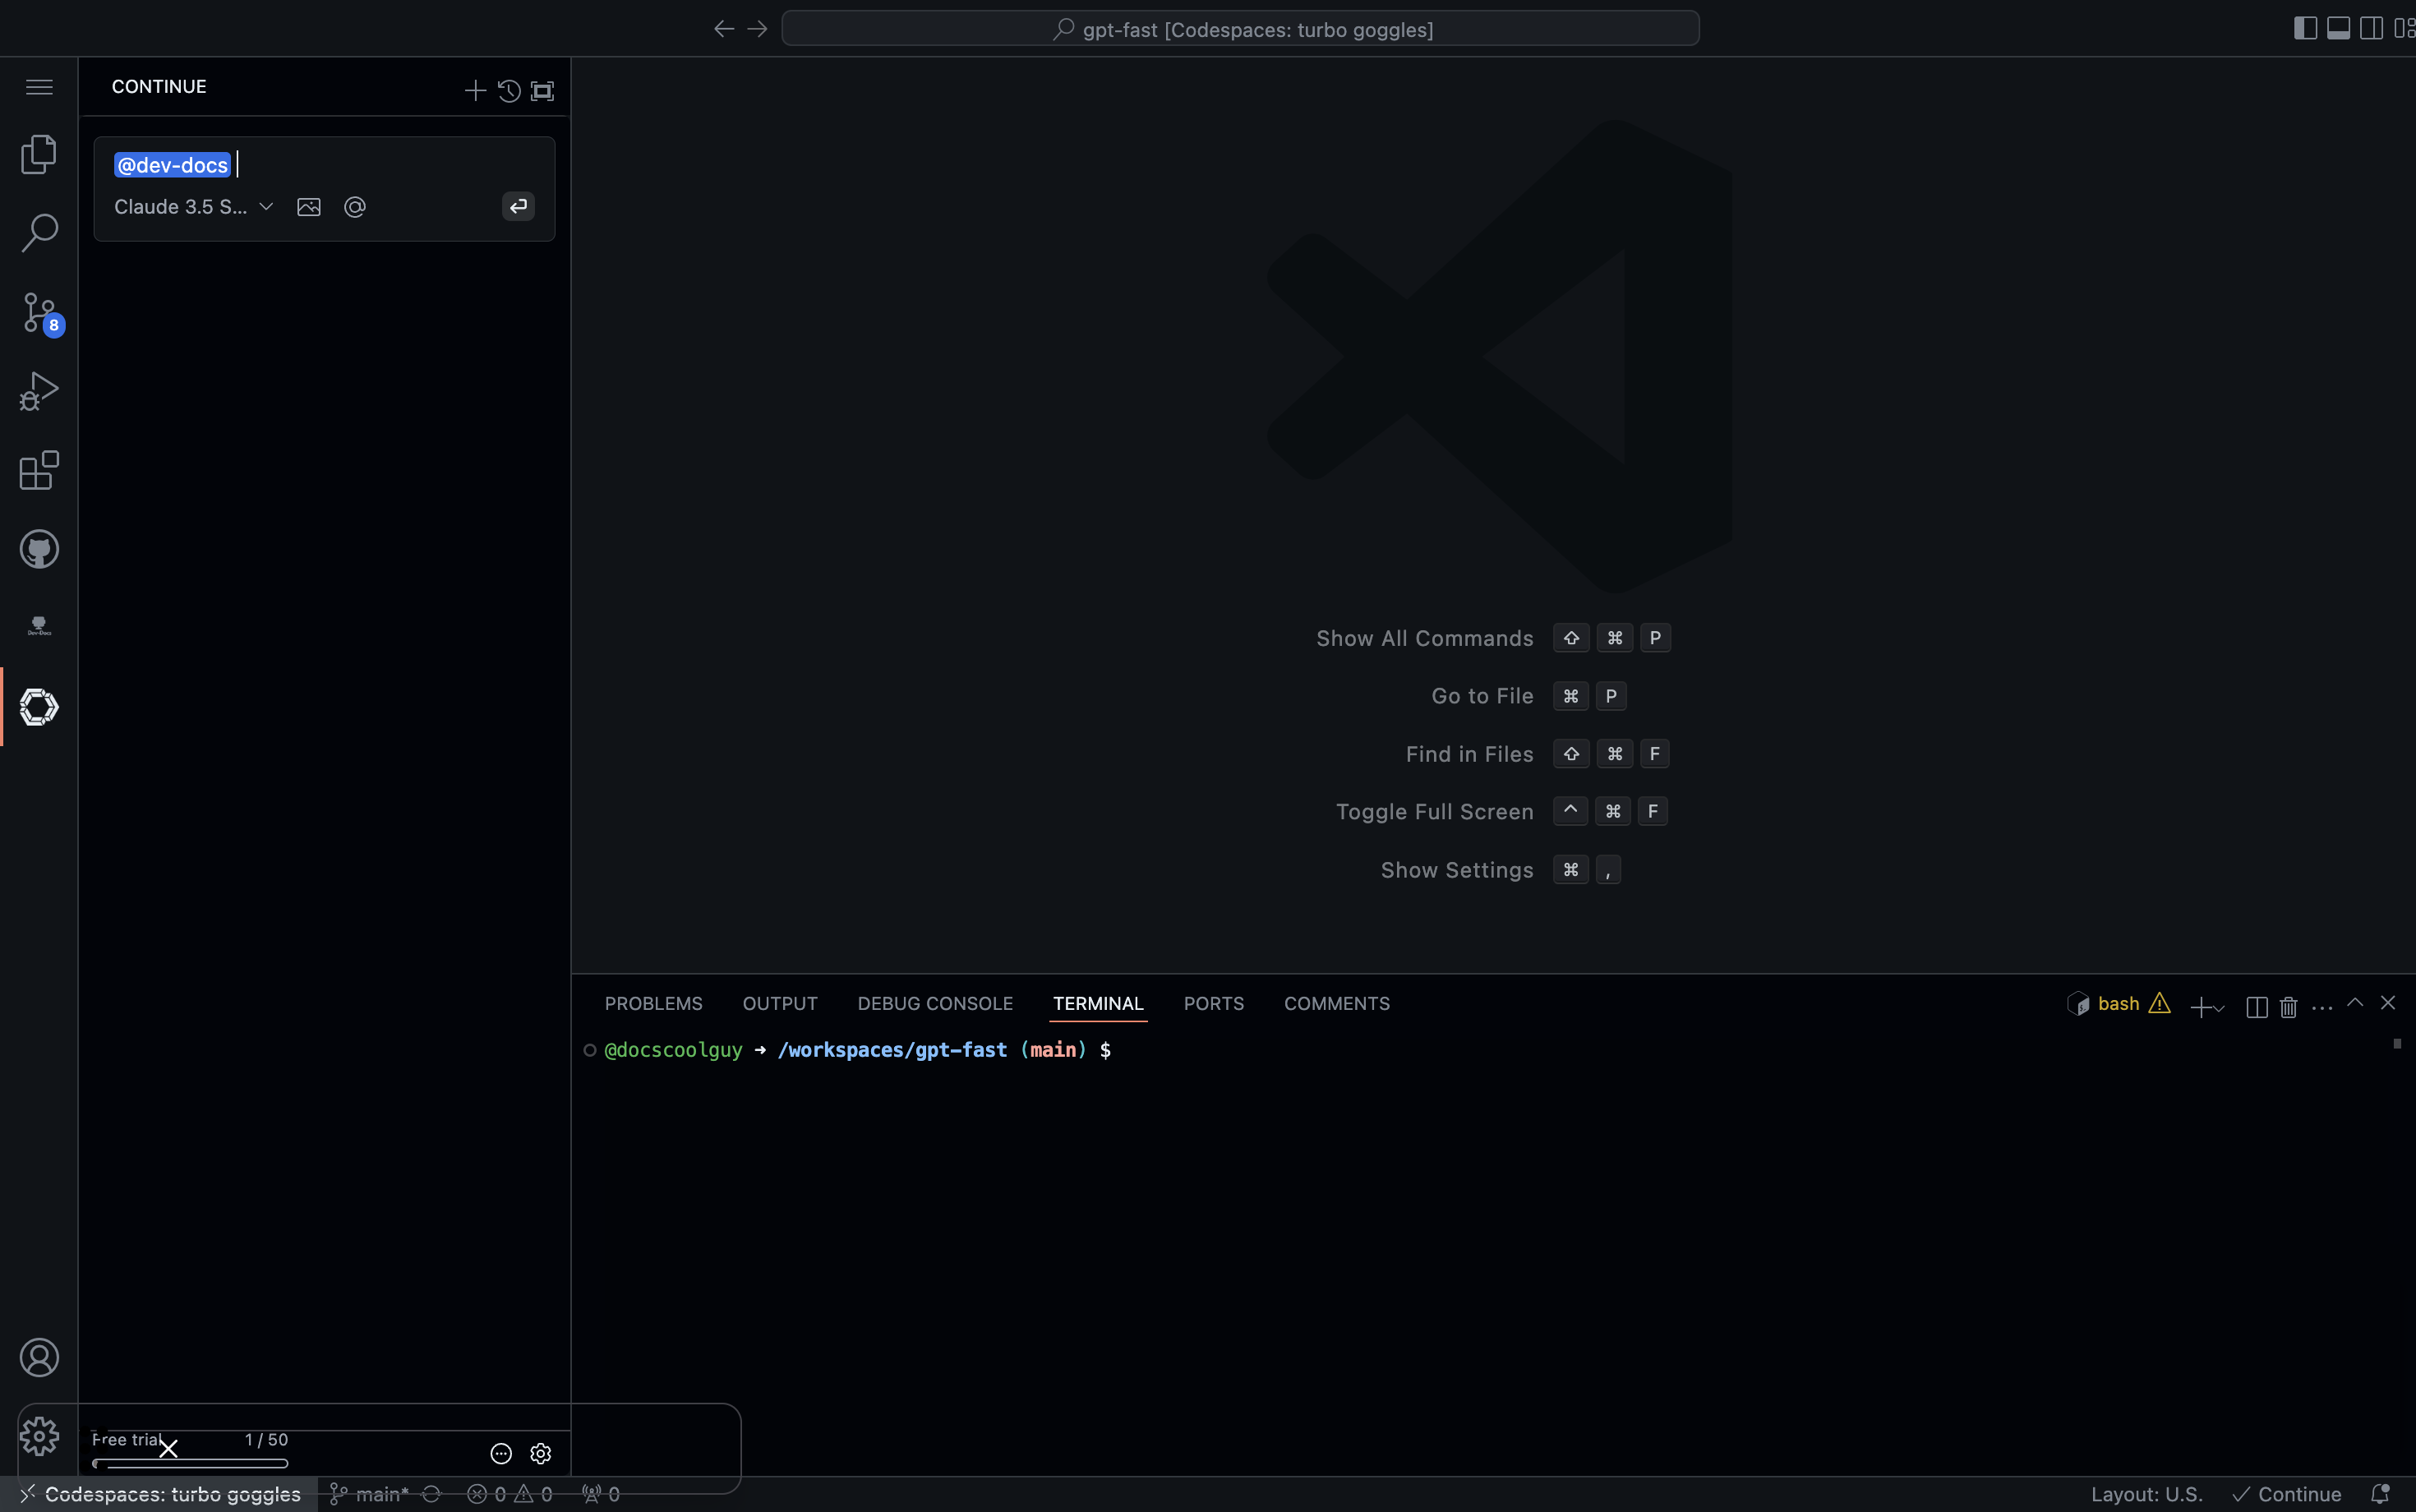 gpt-fast [Codespaces: turbo goggles]
CONTINUE
@dev-docs
Claude 3.5 S...
8
Dev-Docs
Show All Commands ⇧ ⌘ P
Go to File ⌘ P
Find in Files ⇧ ⌘ F
Toggle Full Screen ^ ⌘ F
Show Settings ⌘ ,
PROBLEMS OUTPUT DEBUG CONSOLE TERMINAL PORTS COMMENTS
bash
@docscoolguy ➜ /workspaces/gpt-fast (main) $
Free trial 1 / 50
Codespaces: turbo goggles main* 0 0 0 Layout: U.S. Continue